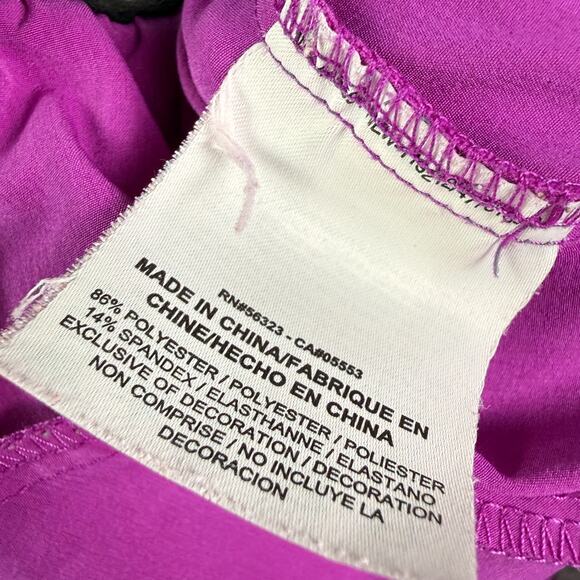 RN#56323 - CA#05553
MADE IN CHINA/FABRIQUE EN
CHINE/HECHO EN CHINA
86% POLYESTER / POLYESTER / POLIESTER
14% SPANDEX / ELASTHANNE / ELASTANO
EXCLUSIVE OF DECORATION / DECORATION
NON COMPRISE / NO INCLUYE LA
DECORACION